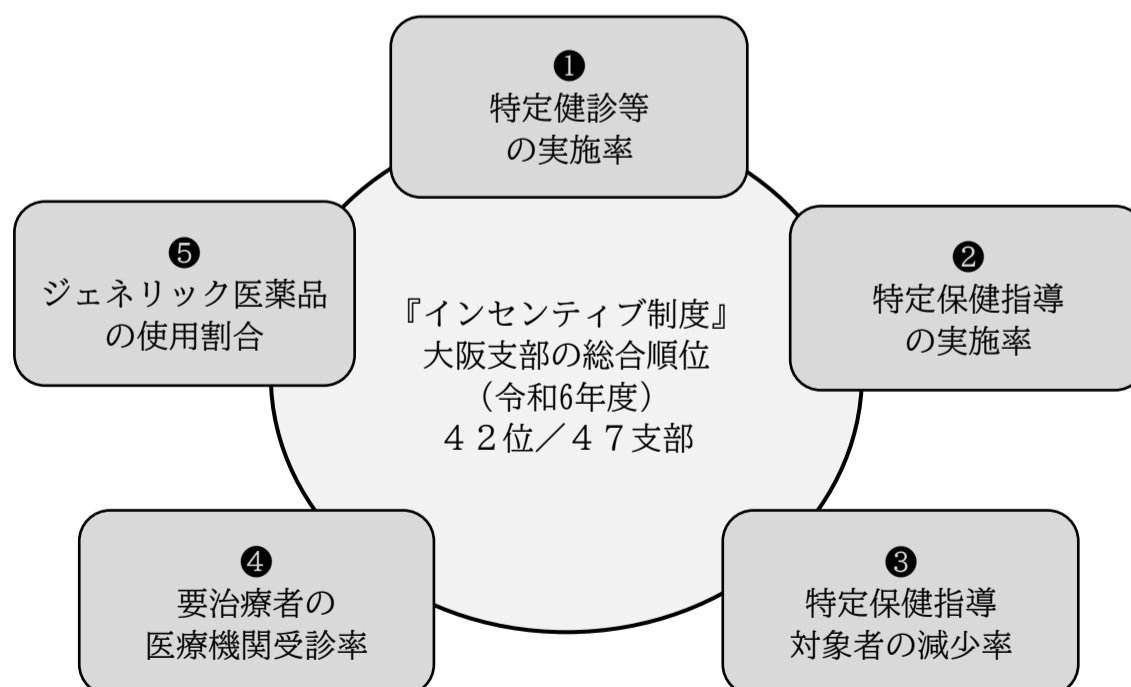 ❶
特定健診等
の実施率
❷
特定保健指導
の実施率
❸
特定保健指導
対象者の減少率
❹
要治療者の
医療機関受診率
❺
ジェネリック医薬品
の使用割合
『インセンティブ制度』
大阪支部の総合順位
（令和6年度）
４２位／４７支部